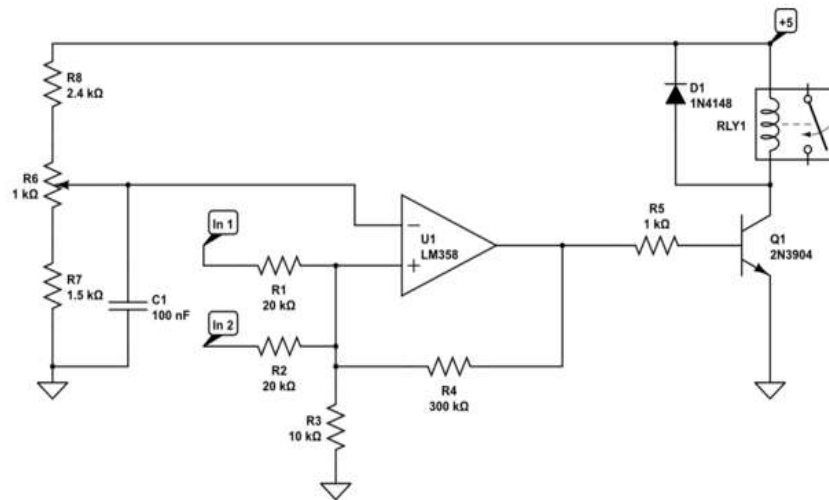 +5
R8
2.4 kΩ
D1
1N4148
RLY1
R6
1 kΩ
In 1
U1
LM358
−
+
R5
1 kΩ
Q1
2N3904
R7
1.5 kΩ
C1
100 nF
R1
20 kΩ
In 2
R2
20 kΩ
R4
300 kΩ
R3
10 kΩ